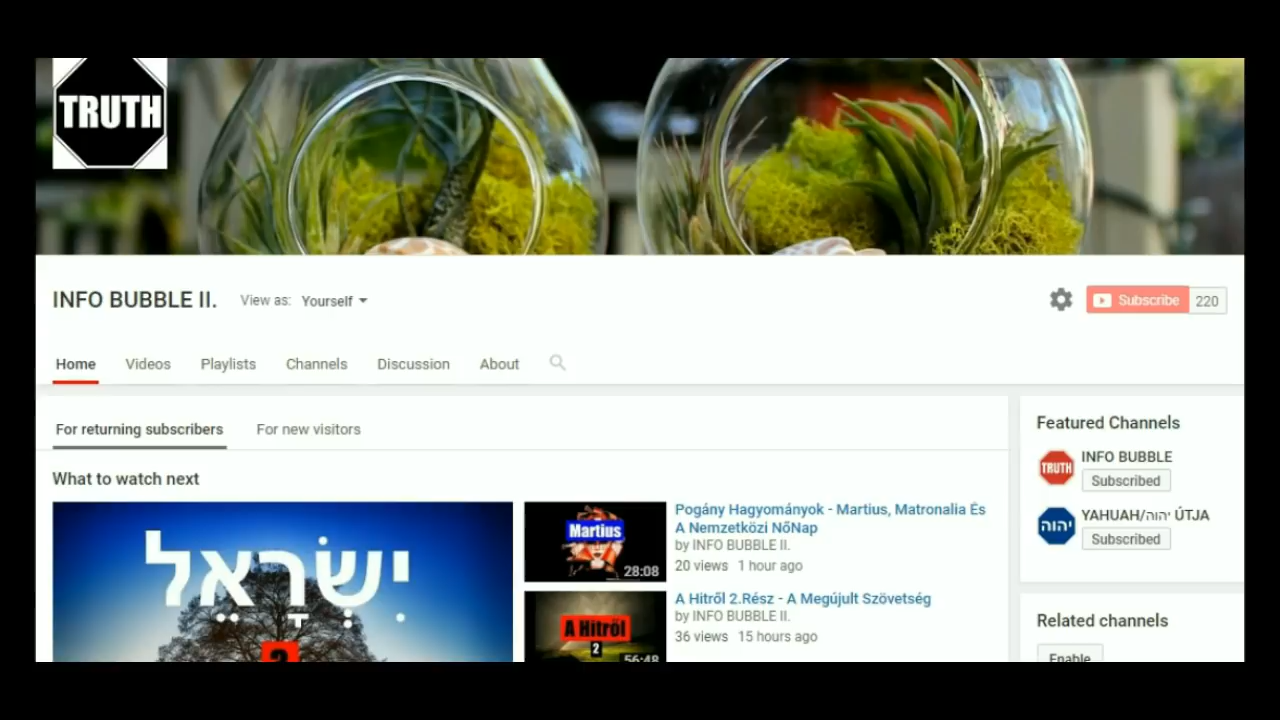 TRUTH
INFO BUBBLE II.
View as: Yourself
Subscribe 220
Home Videos Playlists Channels Discussion About
For returning subscribers For new visitors
What to watch next
יִשְׂרָאֵל
2
Martius
28:08
Pogány Hagyományok - Martius, Matronalia És
A Nemzetközi NőNap
by INFO BUBBLE II.
20 views 1 hour ago
A Hitről
2
56:48
A Hitről 2.Rész - A Megújult Szövetség
by INFO BUBBLE II.
36 views 15 hours ago
Featured Channels
TRUTH
INFO BUBBLE
Subscribed
יהוה
YAHUAH/יהוה ÚTJA
Subscribed
Related channels
Enable